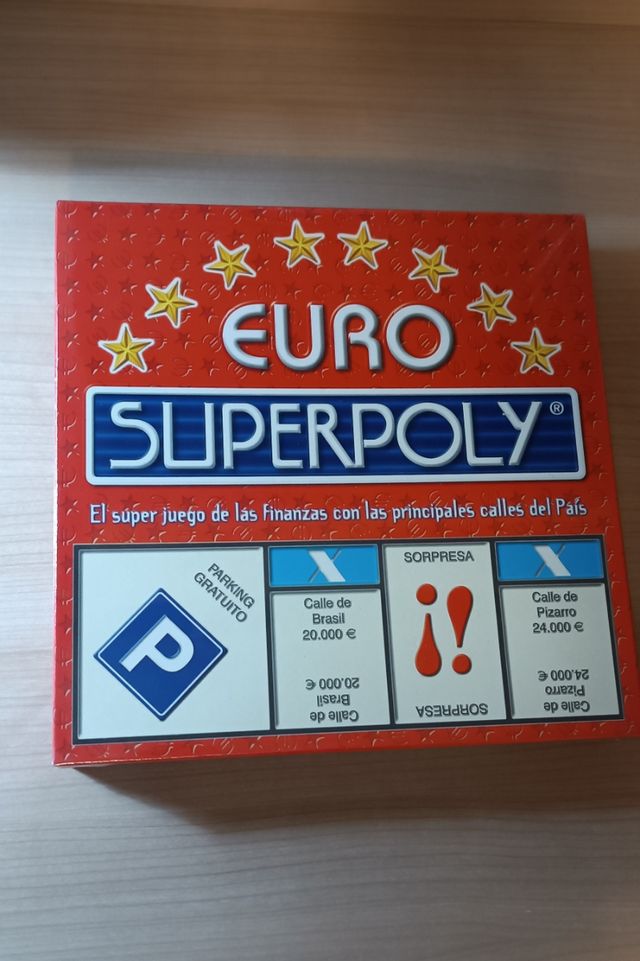 EURO
SUPERPOLY®
El súper juego de las finanzas con las principales calles del País
PARKING
GRATUITO
P
Calle de
Brasil
20.000 €
Calle de
Brasil
20.000 €
SORPRESA
¡!
SORPRESA
Calle de
Pizarro
24.000 €
Calle de
Pizarro
24.000 €